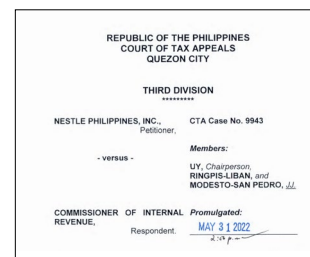 REPUBLIC OF THE PHILIPPINES
COURT OF TAX APPEALS
QUEZON CITY
THIRD DIVISION
*********
NESTLE PHILIPPINES, INC., CTA Case No. 9943
Petitioner,
Members:
- versus -
UY, Chairperson,
RINGPIS-LIBAN, and
MODESTO-SAN PEDRO, JJ.
COMMISSIONER OF INTERNAL Promulgated:
REVENUE,
MAY 31 2022
Respondent.